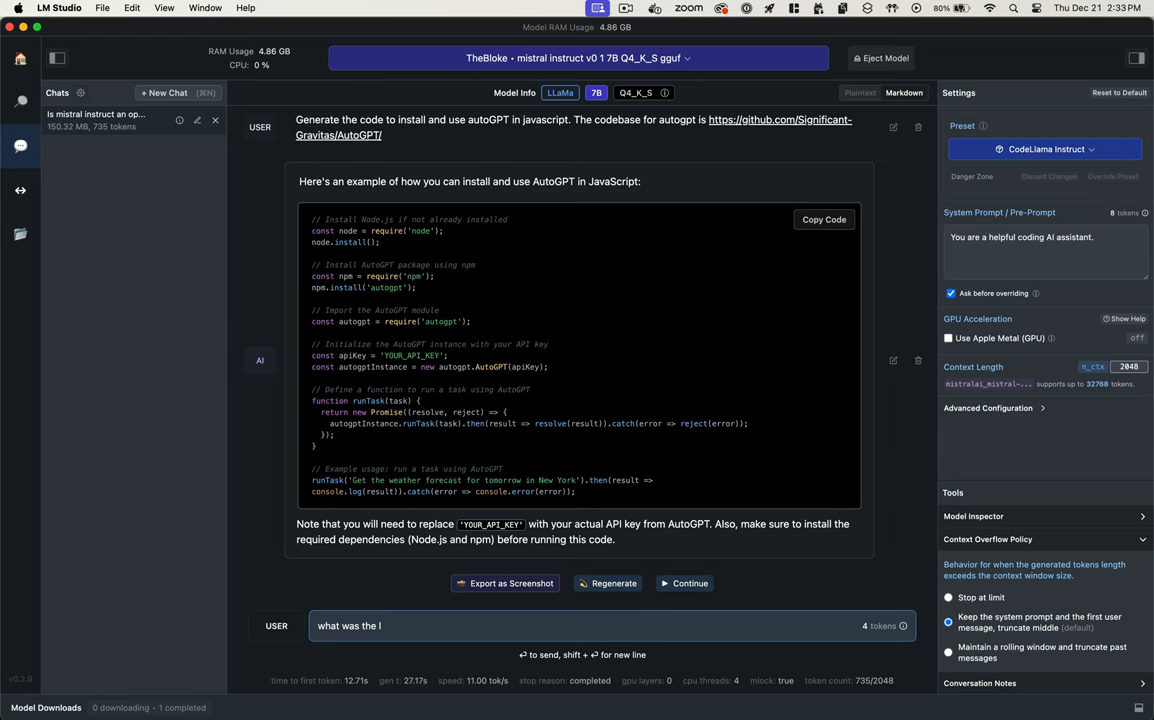 LM Studio File Edit View Window Help
zoom 80% Thu Dec 21 2:33 PM
Model RAM Usage 4.86 GB
RAM Usage 4.86 GB
CPU: 0 %
TheBloke • mistral instruct v0 1 7B Q4_K_S gguf
Eject Model
Chats
+ New Chat (⌘N)
Model Info LLaMa 7B Q4_K_S
Plaintext Markdown
Settings Reset to Default
Is mistral instruct an op...
150.32 MB, 735 tokens
USER
Generate the code to install and use autoGPT in javascript. The codebase for autogpt is https://github.com/Significant-
Gravitas/AutoGPT/
AI
Here's an example of how you can install and use AutoGPT in JavaScript:
Copy Code
// Install Node.js if not already installed
const node = require('node');
node.install();
// Install AutoGPT package using npm
const npm = require('npm');
npm.install('autogpt');
// Import the AutoGPT module
const autogpt = require('autogpt');
// Initialize the AutoGPT instance with your API key
const apiKey = 'YOUR_API_KEY';
const autogptInstance = new autogpt.AutoGPT(apiKey);
// Define a function to run a task using AutoGPT
function runTask(task) {
return new Promise((resolve, reject) => {
autogptInstance.runTask(task).then(result => resolve(result)).catch(error => reject(error));
});
}
// Example usage: run a task using AutoGPT
runTask('Get the weather forecast for tomorrow in New York').then(result =>
console.log(result)).catch(error => console.error(error));
Note that you will need to replace 'YOUR_API_KEY' with your actual API key from AutoGPT. Also, make sure to install the
required dependencies (Node.js and npm) before running this code.
Export as Screenshot Regenerate Continue
USER
what was the l
4 tokens
↵ to send, shift + ↵ for new line
time to first token: 12.71s gen t: 27.17s speed: 11.00 tok/s stop reason: completed gpu layers: 0 cpu threads: 4 mlock: true token count: 735/2048
Preset
CodeLlama Instruct
Danger Zone Discard Changes Override Preset
System Prompt / Pre-Prompt 8 tokens
You are a helpful coding AI assistant.
Ask before overriding
GPU Acceleration Show Help
Use Apple Metal (GPU) off
Context Length n_ctx 2048
mistralai_mistral-... supports up to 32768 tokens.
Advanced Configuration
Tools
Model Inspector
Context Overflow Policy
Behavior for when the generated tokens length
exceeds the context window size.
Stop at limit
Keep the system prompt and the first user
message, truncate middle (default)
Maintain a rolling window and truncate past
messages
Conversation Notes
v0.2.9
Model Downloads 0 downloading • 1 completed